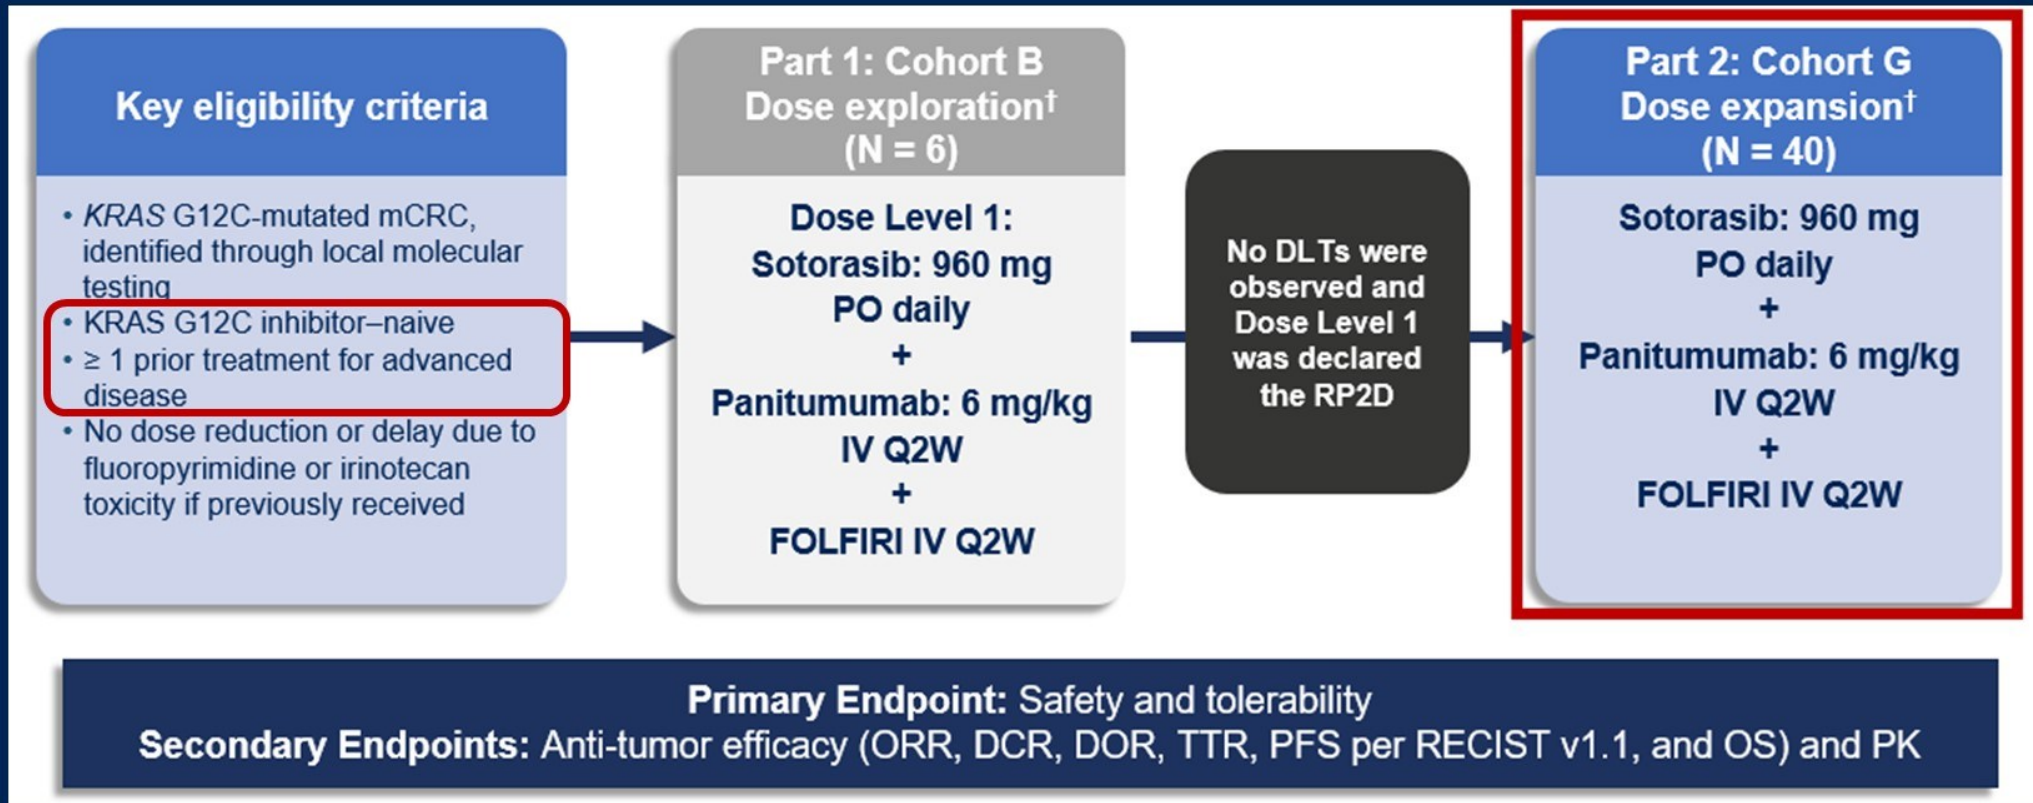 Key eligibility criteria
• KRAS G12C-mutated mCRC,
identified through local molecular
testing
• KRAS G12C inhibitor–naive
• ≥ 1 prior treatment for advanced
disease
• No dose reduction or delay due to
fluoropyrimidine or irinotecan
toxicity if previously received
Part 1: Cohort B
Dose exploration†
(N = 6)
Dose Level 1:
Sotorasib: 960 mg
PO daily
+
Panitumumab: 6 mg/kg
IV Q2W
+
FOLFIRI IV Q2W
No DLTs were
observed and
Dose Level 1
was declared
the RP2D
Part 2: Cohort G
Dose expansion†
(N = 40)
Sotorasib: 960 mg
PO daily
+
Panitumumab: 6 mg/kg
IV Q2W
+
FOLFIRI IV Q2W
Primary Endpoint: Safety and tolerability
Secondary Endpoints: Anti-tumor efficacy (ORR, DCR, DOR, TTR, PFS per RECIST v1.1, and OS) and PK